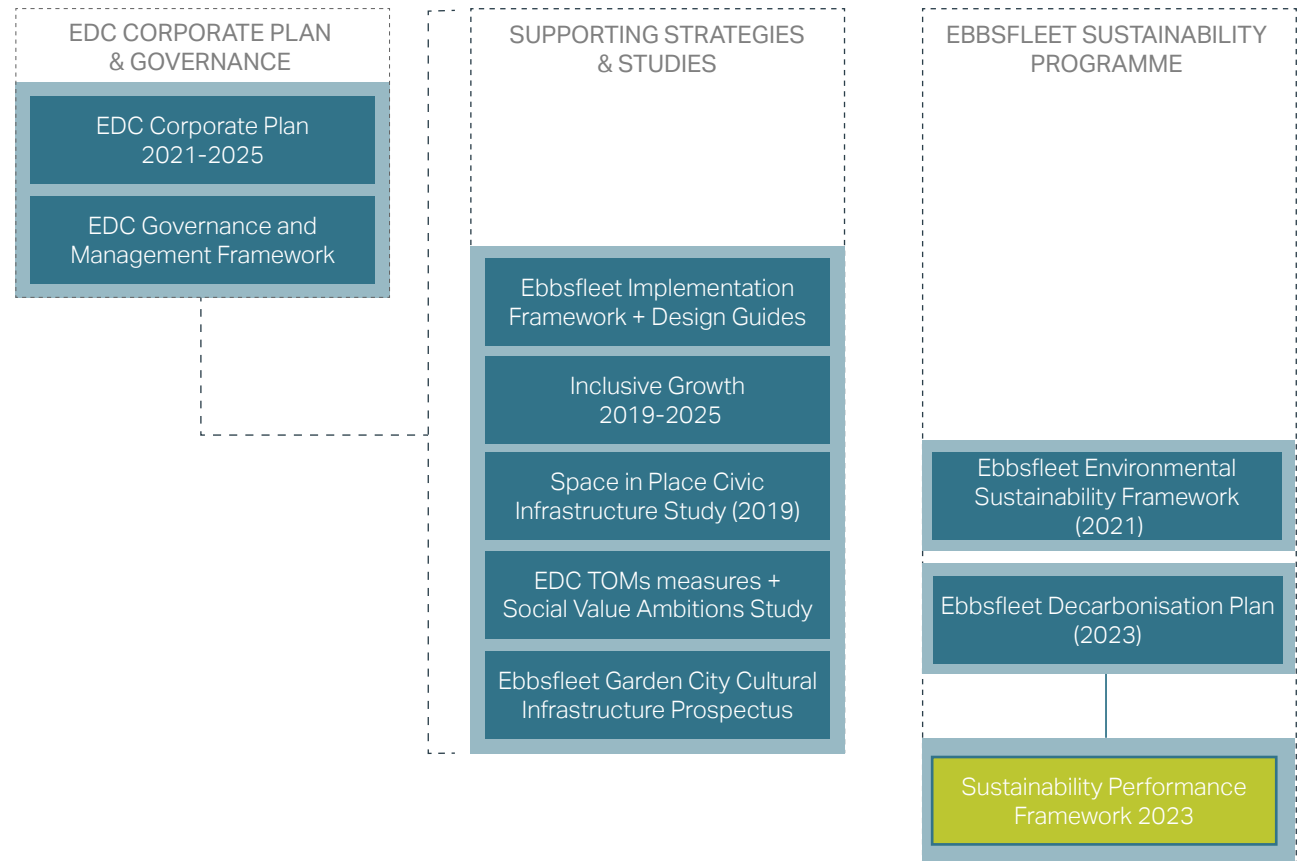 EDC CORPORATE PLAN
& GOVERNANCE
EDC Corporate Plan
2021-2025
EDC Governance and
Management Framework
SUPPORTING STRATEGIES
& STUDIES
Ebbsfleet Implementation
Framework + Design Guides
Inclusive Growth
2019-2025
Space in Place Civic
Infrastructure Study (2019)
EDC TOMs measures +
Social Value Ambitions Study
Ebbsfleet Garden City Cultural
Infrastructure Prospectus
EBBSFLEET SUSTAINABILITY
PROGRAMME
Ebbsfleet Environmental
Sustainability Framework
(2021)
Ebbsfleet Decarbonisation Plan
(2023)
Sustainability Performance
Framework 2023